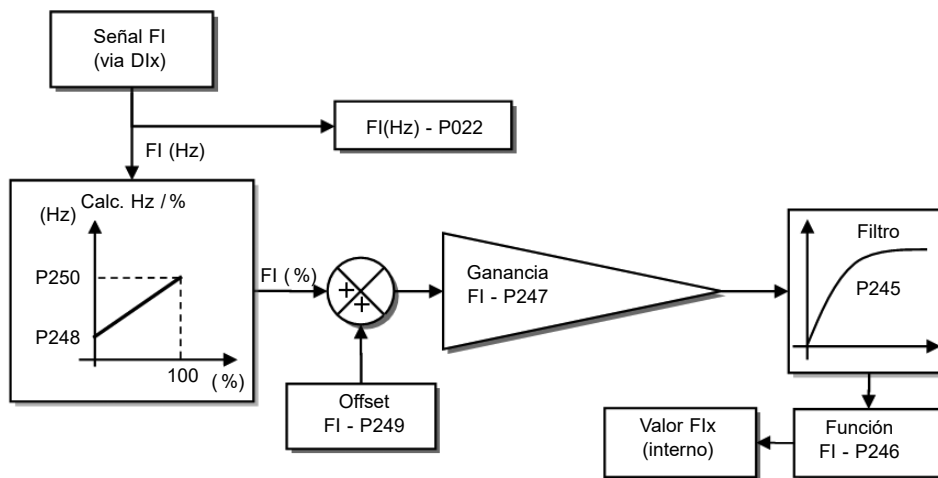 Señal FI
(via DIx)
FI(Hz) - P022
FI (Hz)
Calc. Hz / %
(Hz)
P250
P248
100
(%)
FI (%)
+
+
Offset
FI - P249
Ganancia
FI - P247
Filtro
P245
Función
FI - P246
Valor FIx
(interno)